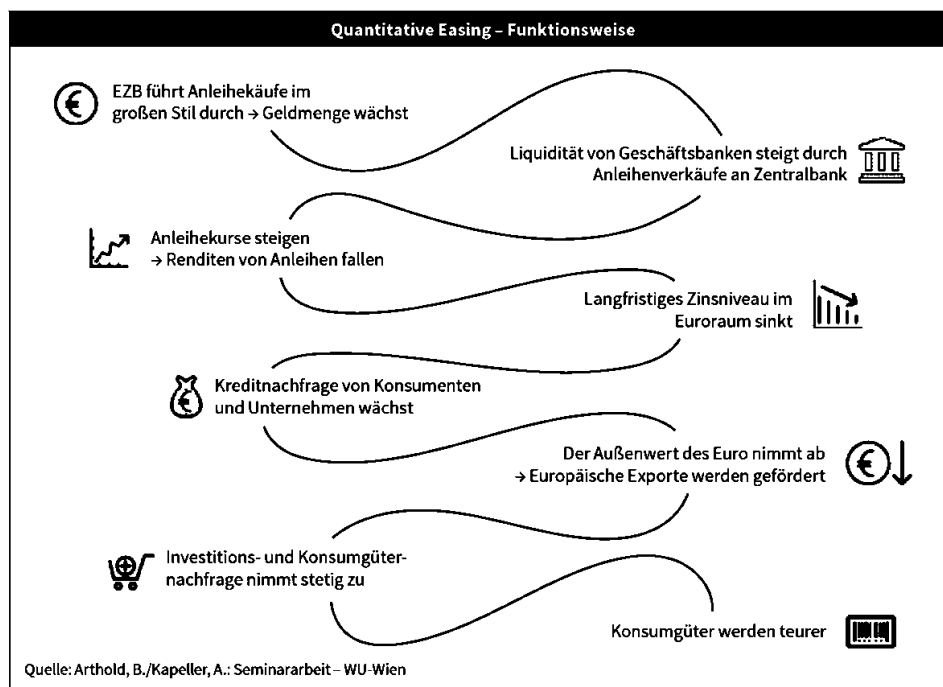 Quantitative Easing – Funktionsweise
EZB führt Anleihekäufe im
großen Stil durch → Geldmenge wächst
Liquidität von Geschäftsbanken steigt durch
Anleihenverkäufe an Zentralbank
Anleihekurse steigen
→ Renditen von Anleihen fallen
Langfristiges Zinsniveau im
Euroraum sinkt
Kreditnachfrage von Konsumenten
und Unternehmen wächst
Der Außenwert des Euro nimmt ab
→ Europäische Exporte werden gefördert
Investitions- und Konsumgüter-
nachfrage nimmt stetig zu
Konsumgüter werden teurer
Quelle: Arthold, B./Kapeller, A.: Seminararbeit – WU-Wien